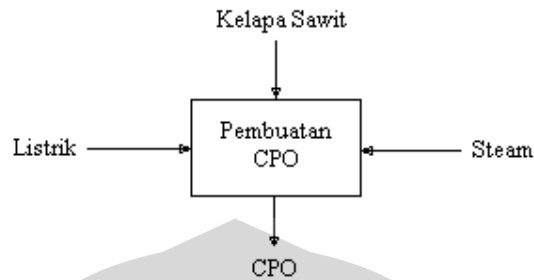 Kelapa Sawit
Listrik
Pembuatan
CPO
Steam
CPO